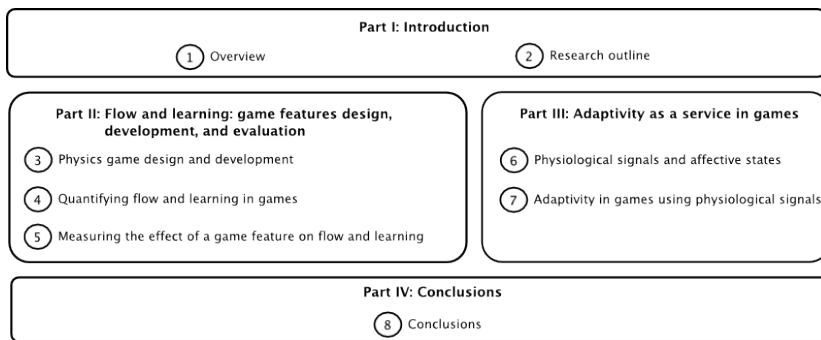 Part I: Introduction
1 Overview
2 Research outline
Part II: Flow and learning: game features design,
development, and evaluation
3 Physics game design and development
4 Quantifying flow and learning in games
5 Measuring the effect of a game feature on flow and learning
Part III: Adaptivity as a service in games
6 Physiological signals and affective states
7 Adaptivity in games using physiological signals
Part IV: Conclusions
8 Conclusions